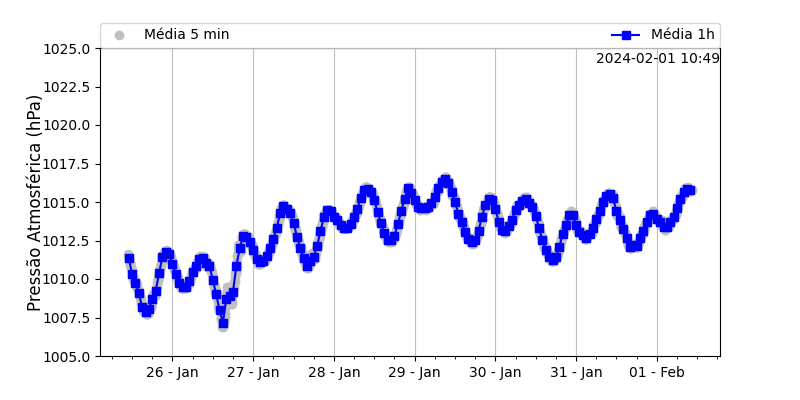 Média 5 min
Média 1h
2024-02-01 10:49
Pressão Atmosférica (hPa)
1025.0
1022.5
1020.0
1017.5
1015.0
1012.5
1010.0
1007.5
1005.0
26 - Jan
27 - Jan
28 - Jan
29 - Jan
30 - Jan
31 - Jan
01 - Feb